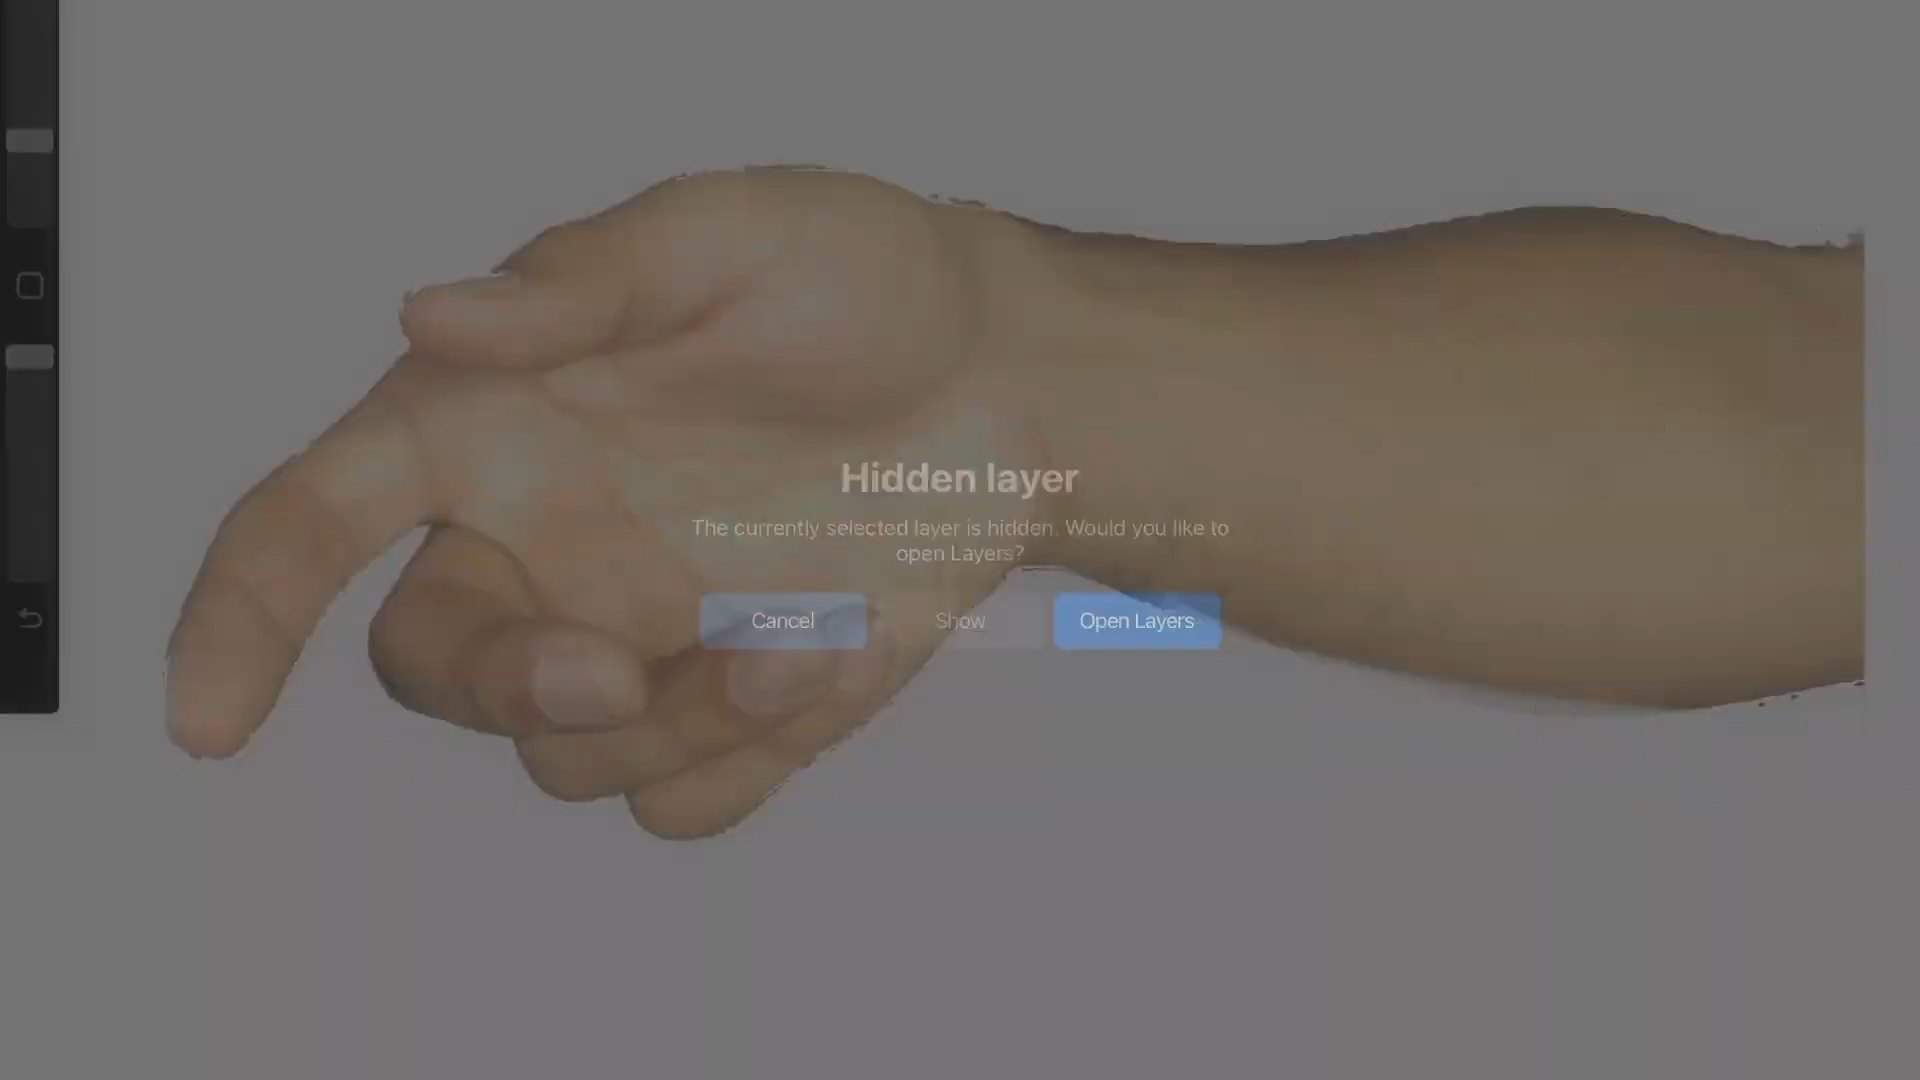 Hidden layer
The currently selected layer is hidden. Would you like to
open Layers?
Cancel Show Open Layers